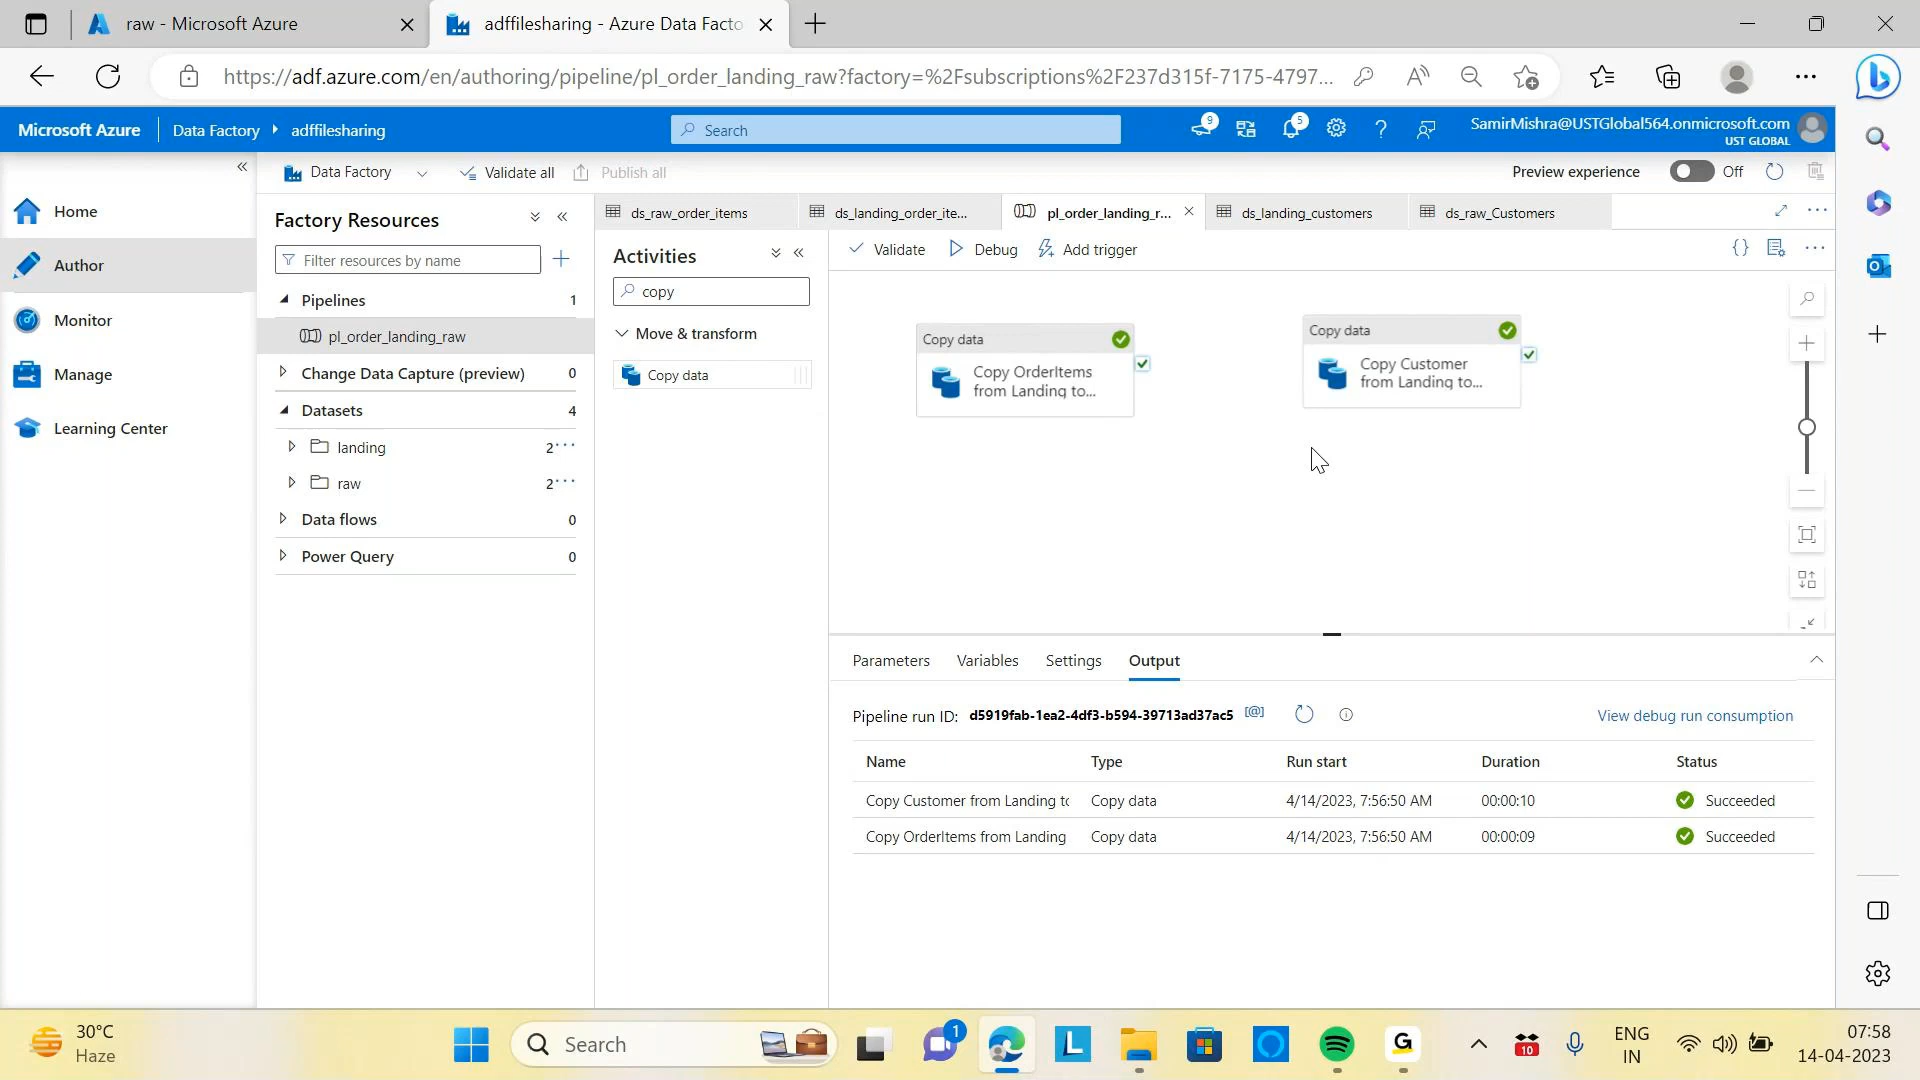 raw - Microsoft Azure
adffilesharing - Azure Data Facto
https://adf.azure.com/en/authoring/pipeline/pl_order_landing_raw?factory=%2Fsubscriptions%2F237d315f-7175-4797...
Microsoft Azure
Data Factory
adffilesharing
Search
9
5
SamirMishra@USTGlobal564.onmicrosoft.com
UST GLOBAL
Data Factory
Validate all
Publish all
Preview experience
Off
Home
Author
Monitor
Manage
Learning Center
Factory Resources
Filter resources by name
Pipelines 1
pl_order_landing_raw
Change Data Capture (preview) 0
Datasets 4
landing 2
raw 2
Data flows 0
Power Query 0
ds_raw_order_items
ds_landing_order_ite...
pl_order_landing_r...
ds_landing_customers
ds_raw_Customers
Activities
copy
Move & transform
Copy data
Validate
Debug
Add trigger
Copy data
Copy OrderItems
from Landing to...
Copy data
Copy Customer
from Landing to...
Parameters
Variables
Settings
Output
Pipeline run ID: d5919fab-1ea2-4df3-b594-39713ad37ac5 [@]
View debug run consumption
Name Type Run start Duration Status
Copy Customer from Landing to Copy data 4/14/2023, 7:56:50 AM 00:00:10 Succeeded
Copy OrderItems from Landing Copy data 4/14/2023, 7:56:50 AM 00:00:09 Succeeded
30°C
Haze
Search
1
L
G
10
ENG
IN
07:58
14-04-2023